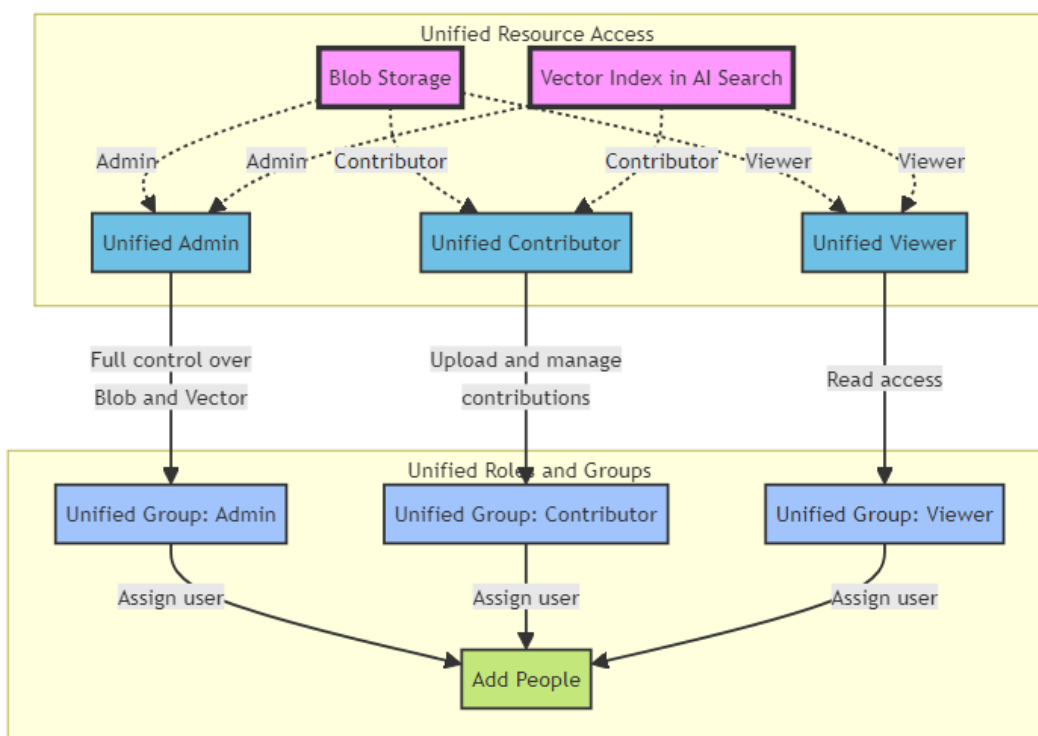 Unified Resource Access
Blob Storage
Vector Index in AI Search
Admin
Admin
Contributor
Contributor
Viewer
Viewer
Unified Admin
Unified Contributor
Unified Viewer
Full control over
Blob and Vector
Upload and manage
contributions
Read access
Unified Roles and Groups
Unified Group: Admin
Unified Group: Contributor
Unified Group: Viewer
Assign user
Assign user
Assign user
Add People